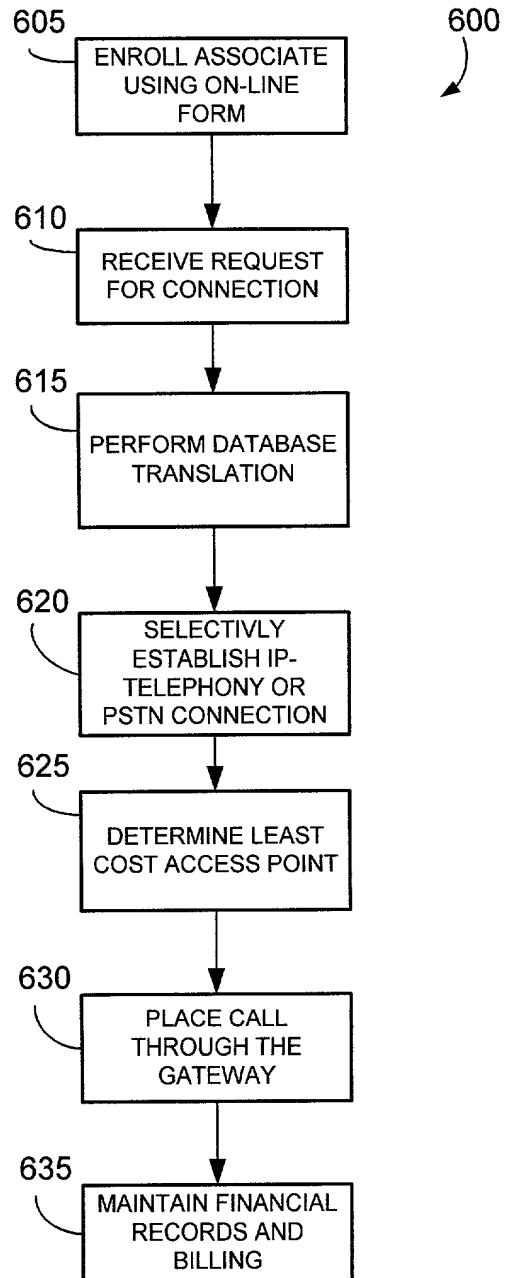 605
600
ENROLL ASSOCIATE
USING ON-LINE
FORM
610
RECEIVE REQUEST
FOR CONNECTION
615
PERFORM DATABASE
TRANSLATION
620
SELECTIVLY
ESTABLISH IP-
TELEPHONY OR
PSTN CONNECTION
625
DETERMINE LEAST
COST ACCESS POINT
630
PLACE CALL
THROUGH THE
GATEWAY
635
MAINTAIN FINANCIAL
RECORDS AND
BILLING